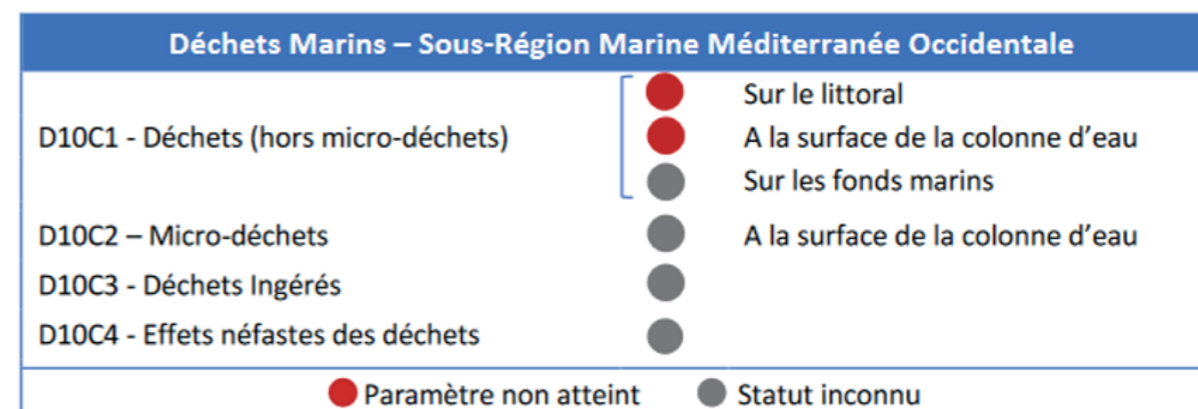 Déchets Marins – Sous-Région Marine Méditerranée Occidentale
Sur le littoral
D10C1 - Déchets (hors micro-déchets) A la surface de la colonne d'eau
Sur les fonds marins
D10C2 – Micro-déchets A la surface de la colonne d'eau
D10C3 - Déchets Ingérés
D10C4 - Effets néfastes des déchets
Paramètre non atteint Statut inconnu